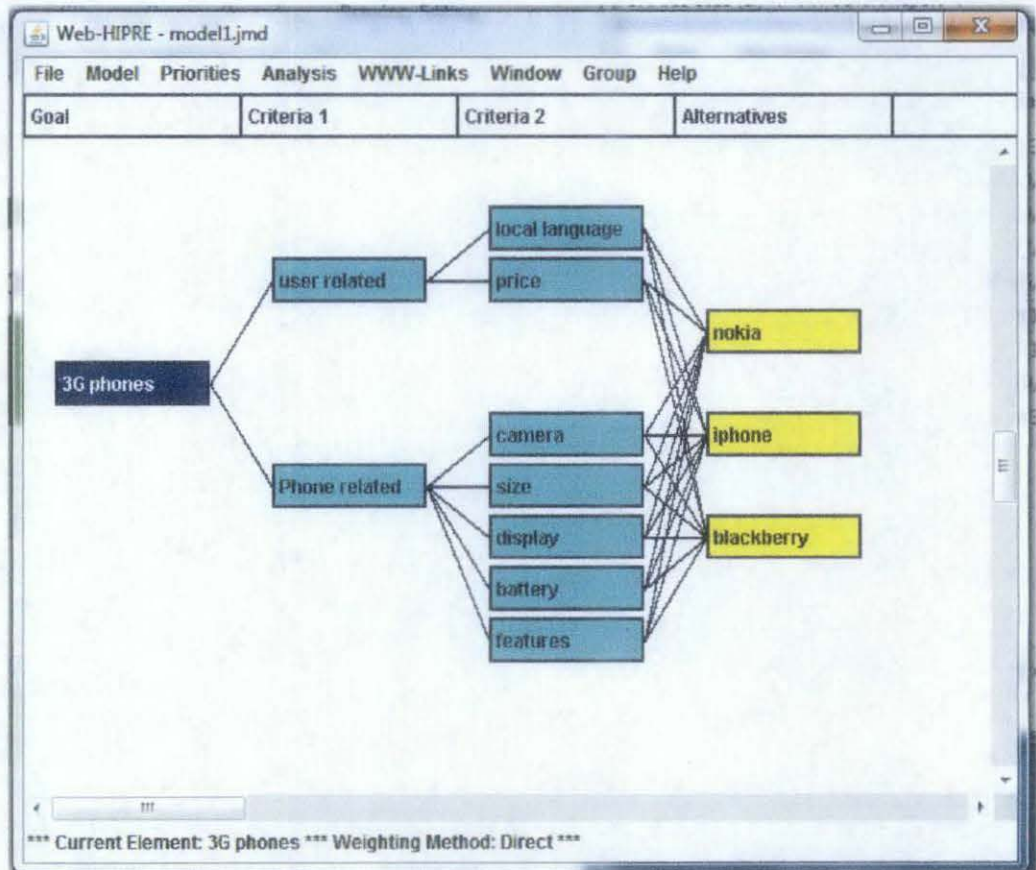 Web-HIPRE - model1.jmd
File Model Priorities Analysis WWW-Links Window Group Help
Goal Criteria 1 Criteria 2 Alternatives
local language
user related price
nokia
3G phones
camera iphone
Phone related size
display blackberry
battery
features
*** Current Element: 3G phones *** Weighting Method: Direct ***